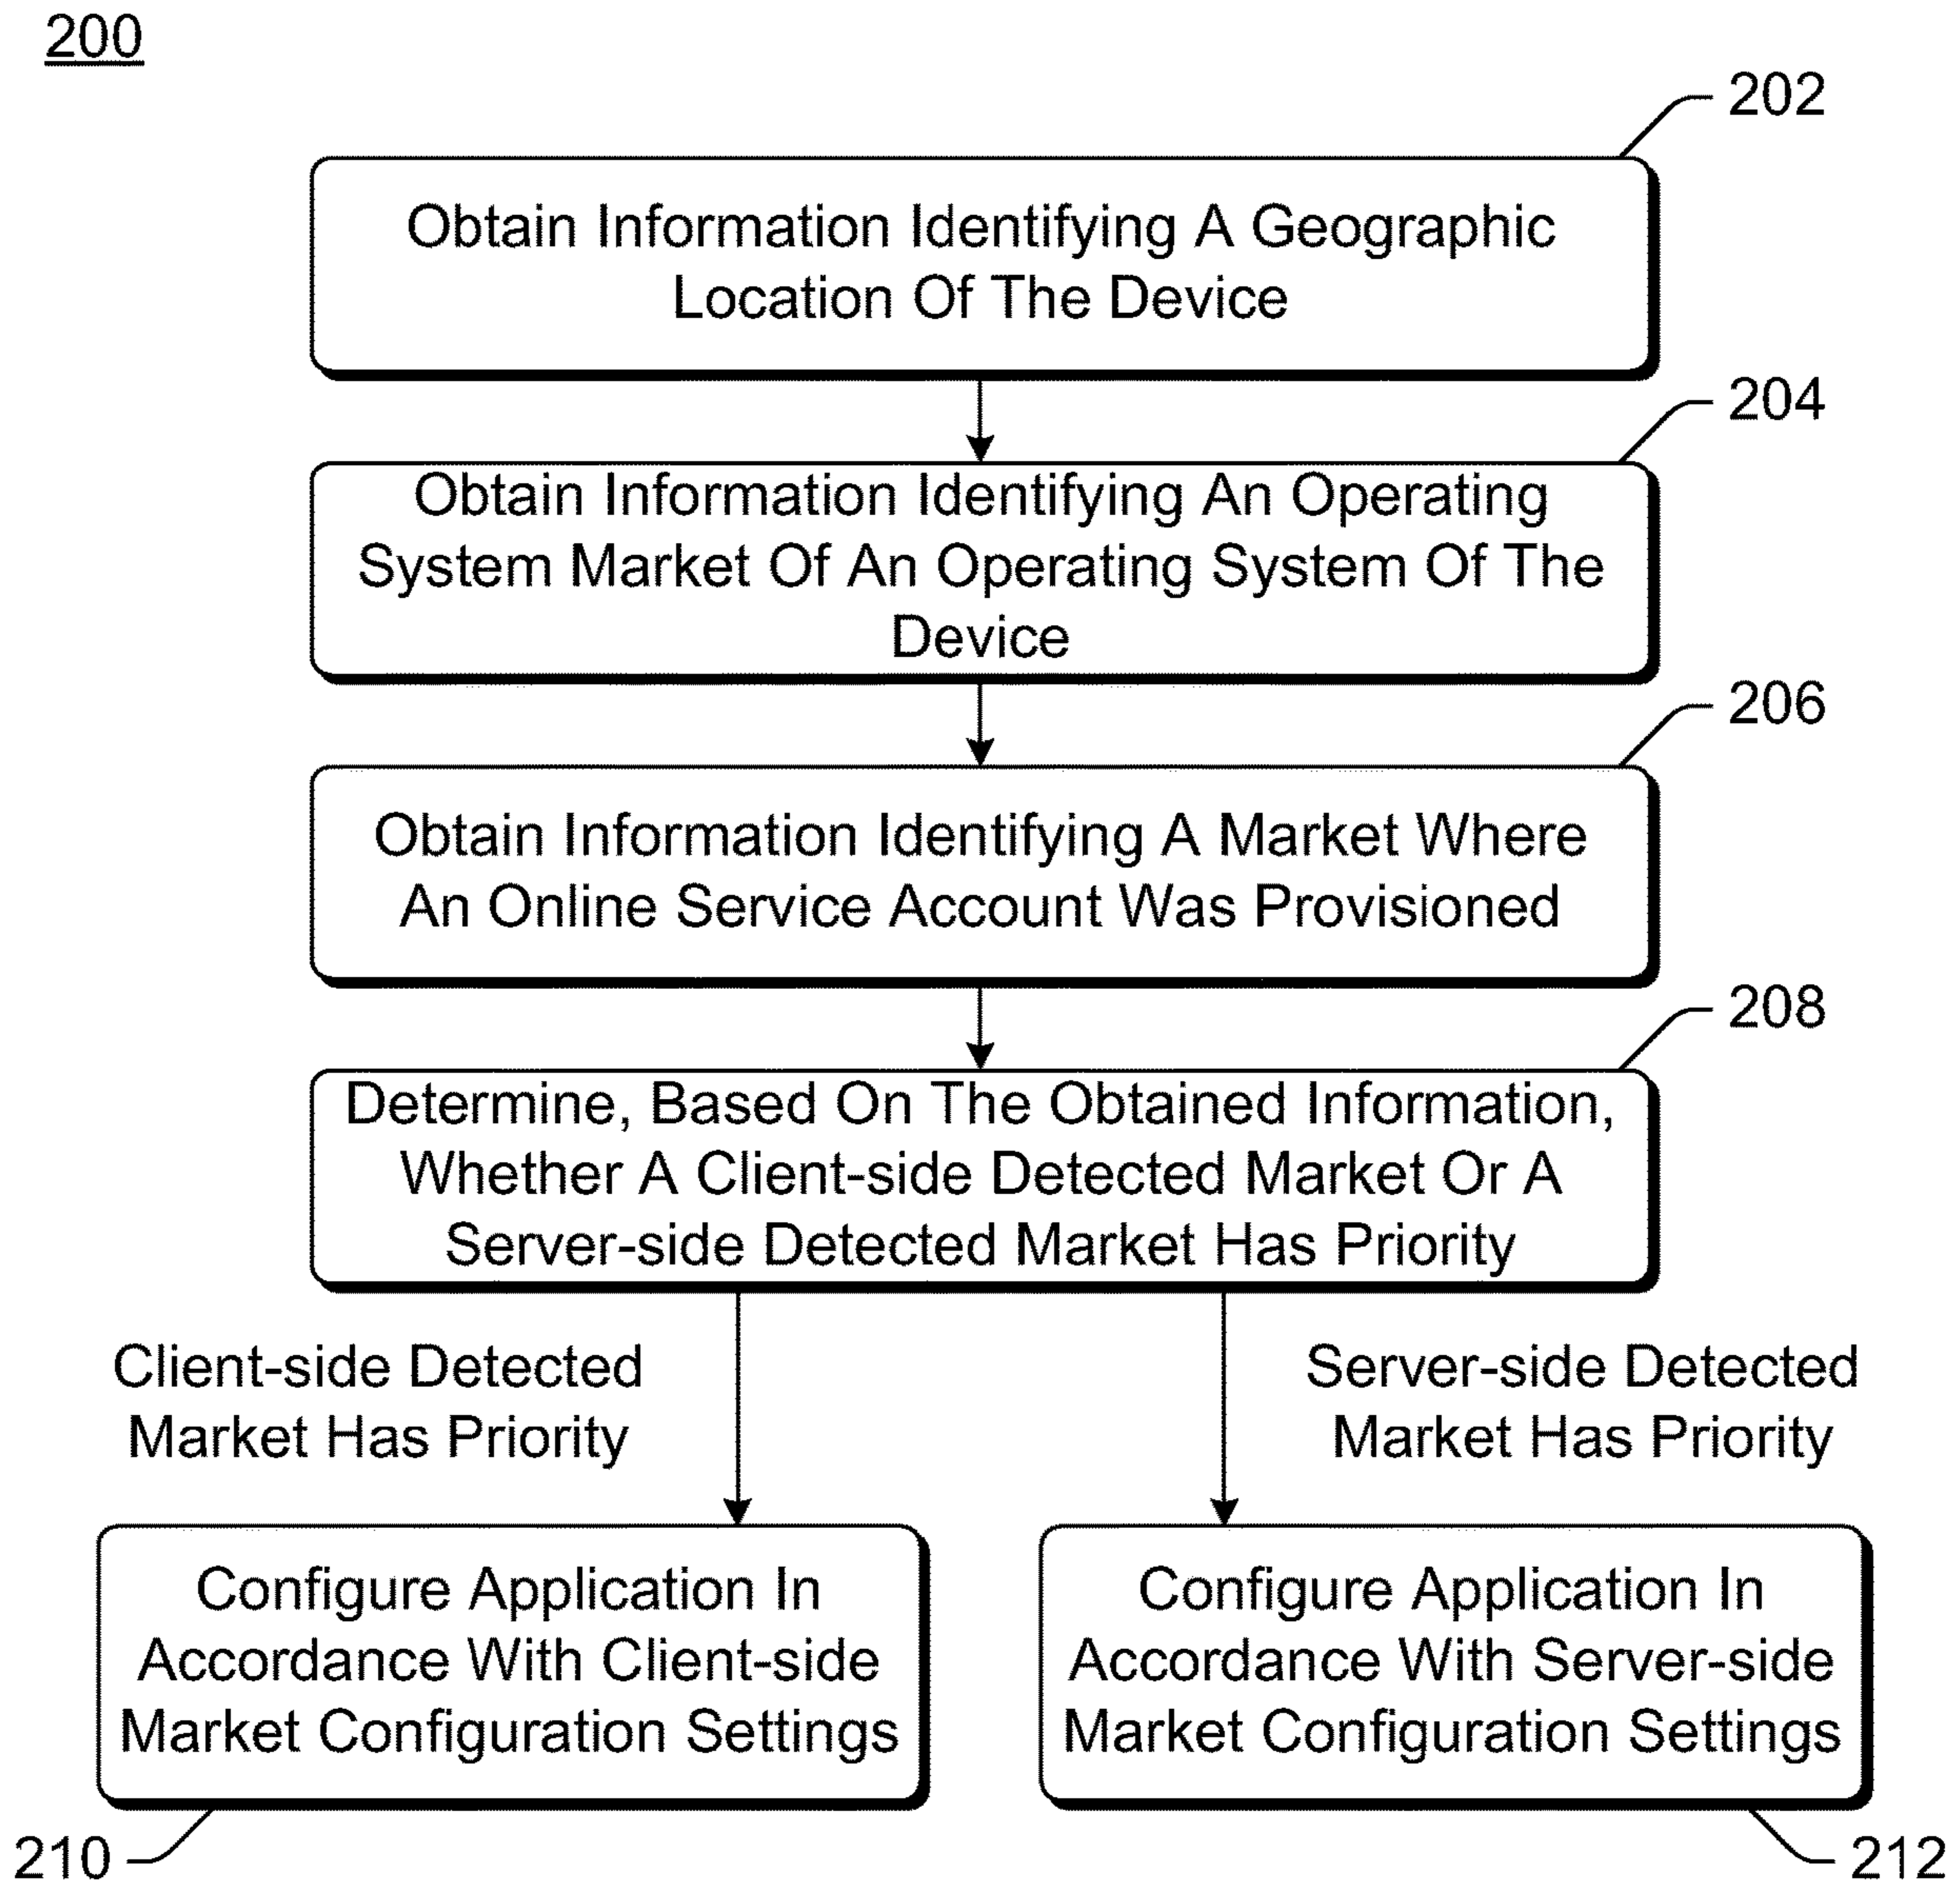 200
202
Obtain Information Identifying A Geographic
Location Of The Device
204
Obtain Information Identifying An Operating
System Market Of An Operating System Of The
Device
206
Obtain Information Identifying A Market Where
An Online Service Account Was Provisioned
208
Determine, Based On The Obtained Information,
Whether A Client-side Detected Market Or A
Server-side Detected Market Has Priority
Client-side Detected
Market Has Priority
Server-side Detected
Market Has Priority
Configure Application In
Accordance With Client-side
Market Configuration Settings
210
Configure Application In
Accordance With Server-side
Market Configuration Settings
212